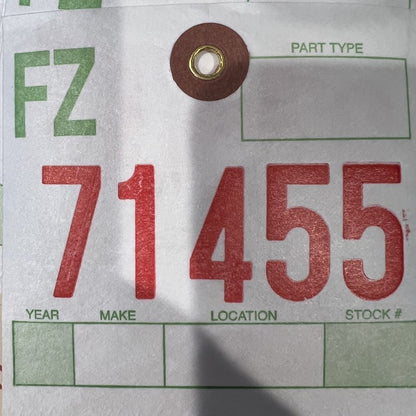 PART TYPE
FZ
71455
YEAR MAKE LOCATION STOCK #